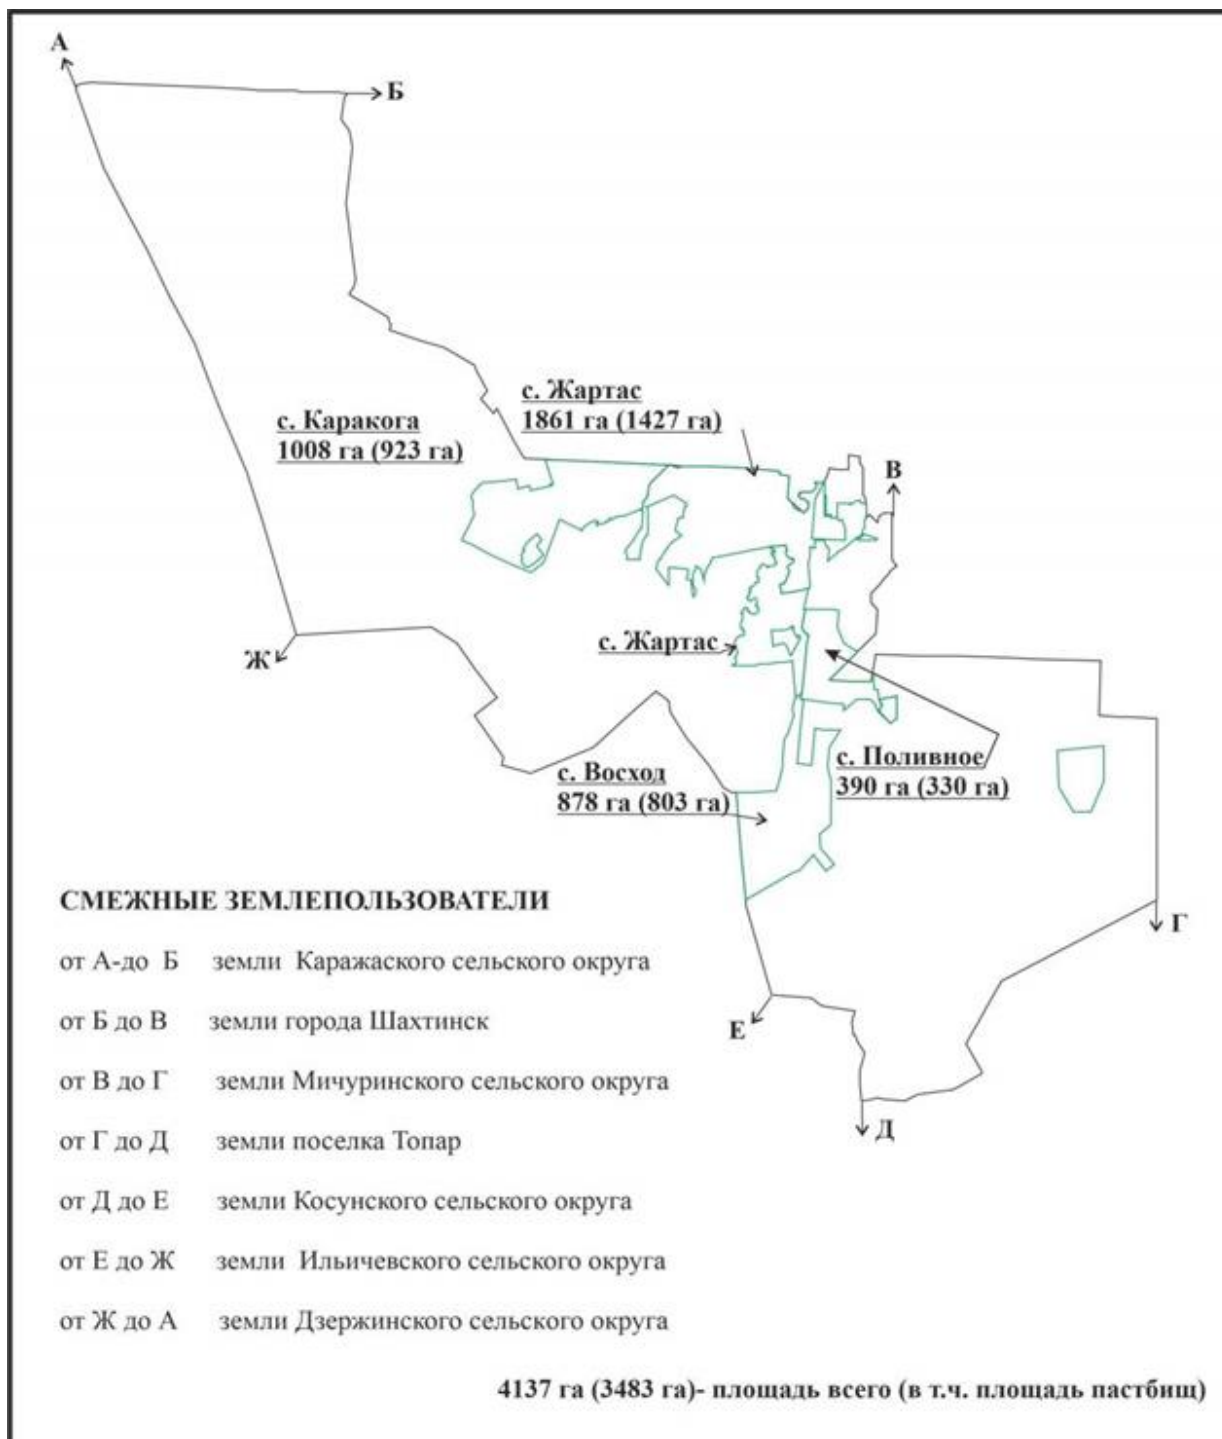 А
Б
с. Жартас
1861 га (1427 га)
с. Каракога
1008 га (923 га)
В
с. Жартас
Ж
с. Поливное
390 га (330 га)
с. Восход
878 га (803 га)
СМЕЖНЫЕ ЗЕМЛЕПОЛЬЗОВАТЕЛИ
Г
от А-до Б земли Каражаского сельского округа
от Б до В земли города Шахтинск
Е
от В до Г земли Мичуринского сельского округа
от Г до Д земли поселка Топар
Д
от Д до Е земли Косунского сельского округа
от Е до Ж земли Ильичевского сельского округа
от Ж до А земли Дзержинского сельского округа
4137 га (3483 га)- площадь всего (в т.ч. площадь пастбищ)